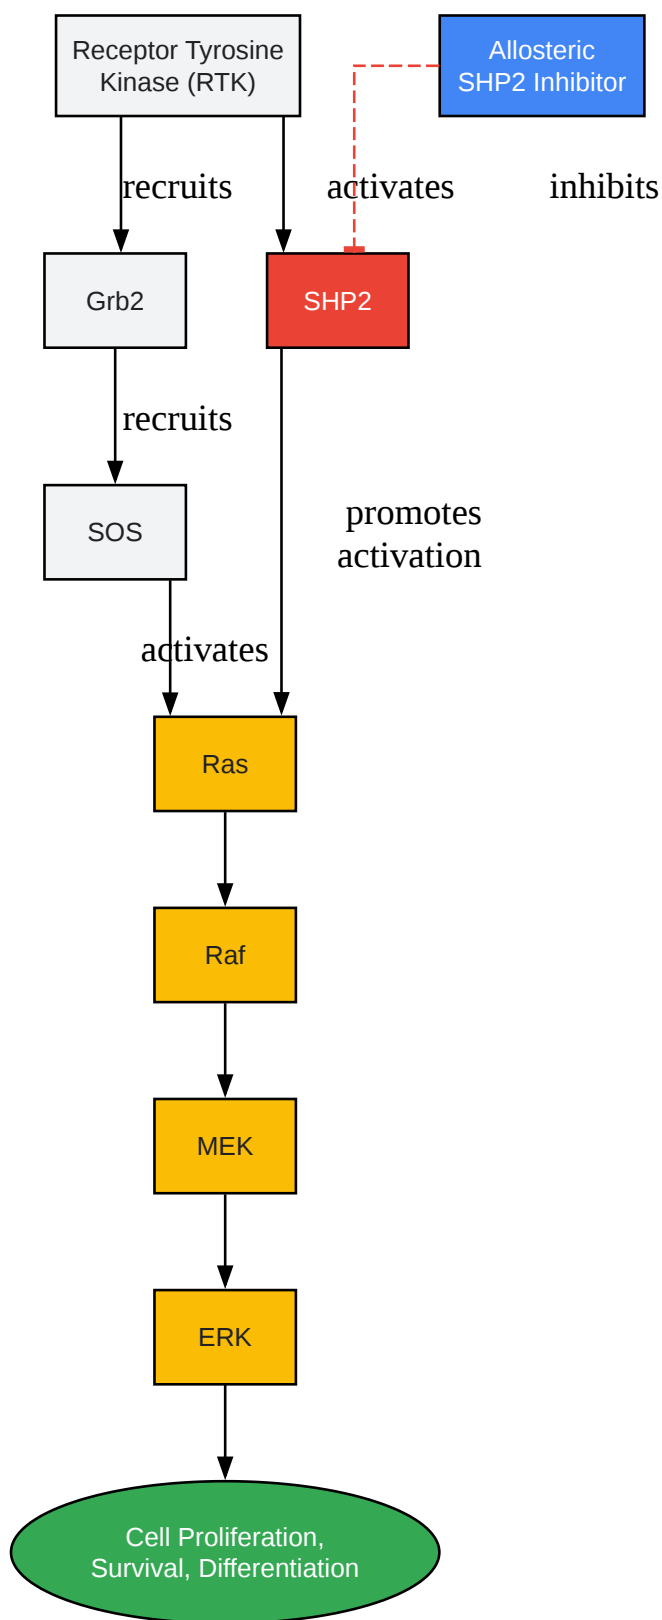 Receptor Tyrosine
Kinase (RTK)
Allosteric
SHP2 Inhibitor
recruits
activates
inhibits
Grb2
SHP2
recruits
promotes
activation
SOS
activates
Ras
Raf
MEK
ERK
Cell Proliferation,
Survival, Differentiation